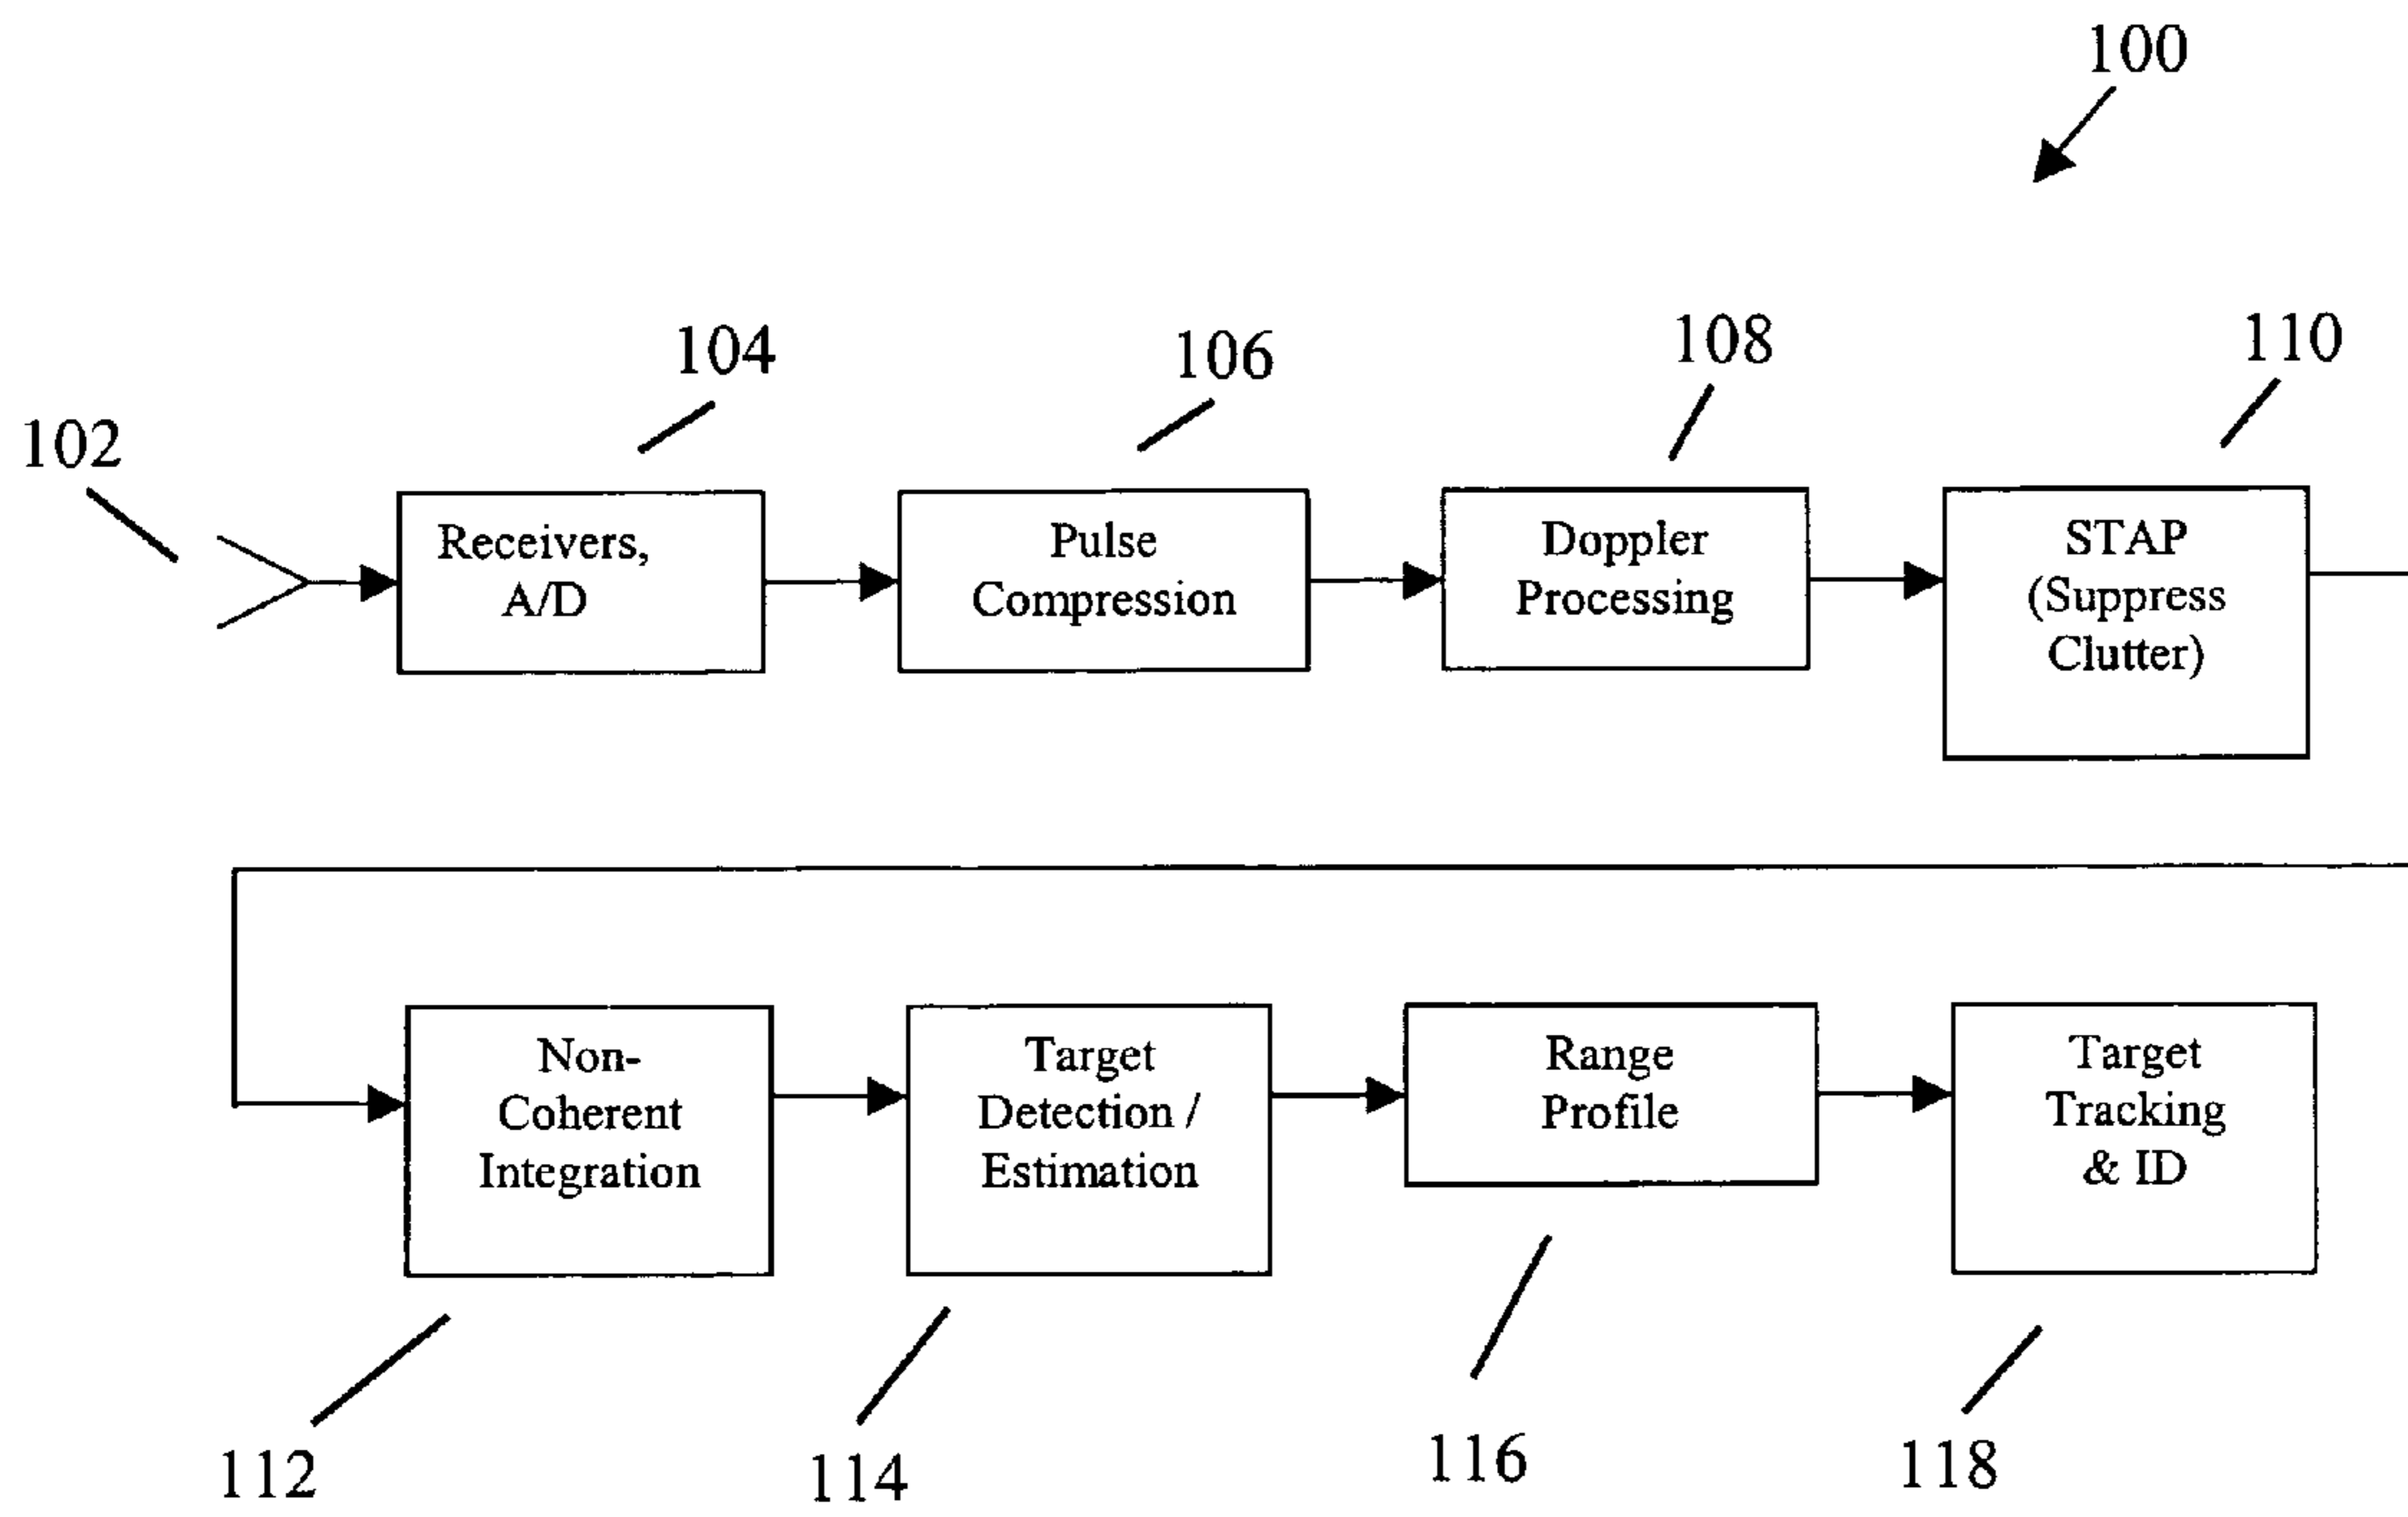 100
104
106
108
110
102
Receivers,
A/D
Pulse
Compression
Doppler
Processing
STAP
(Suppress
Clutter)
Non-
Coherent
Integration
Target
Detection /
Estimation
Range
Profile
Target
Tracking
& ID
112
114
116
118